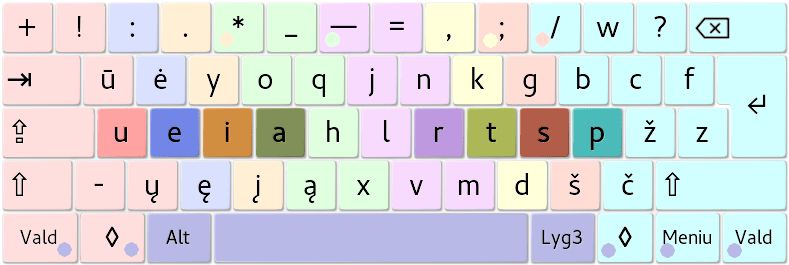 + ! : . * _ — = , ; / w ? ⌫
⇥ ū ė y o q j n k g b c f
⇪ u e i a h l r t s p ž z ↵
⇧ - ų ę į ą x v m d š č ⇧
Vald ◊ Alt Lyg3 ◊ Meniu Vald